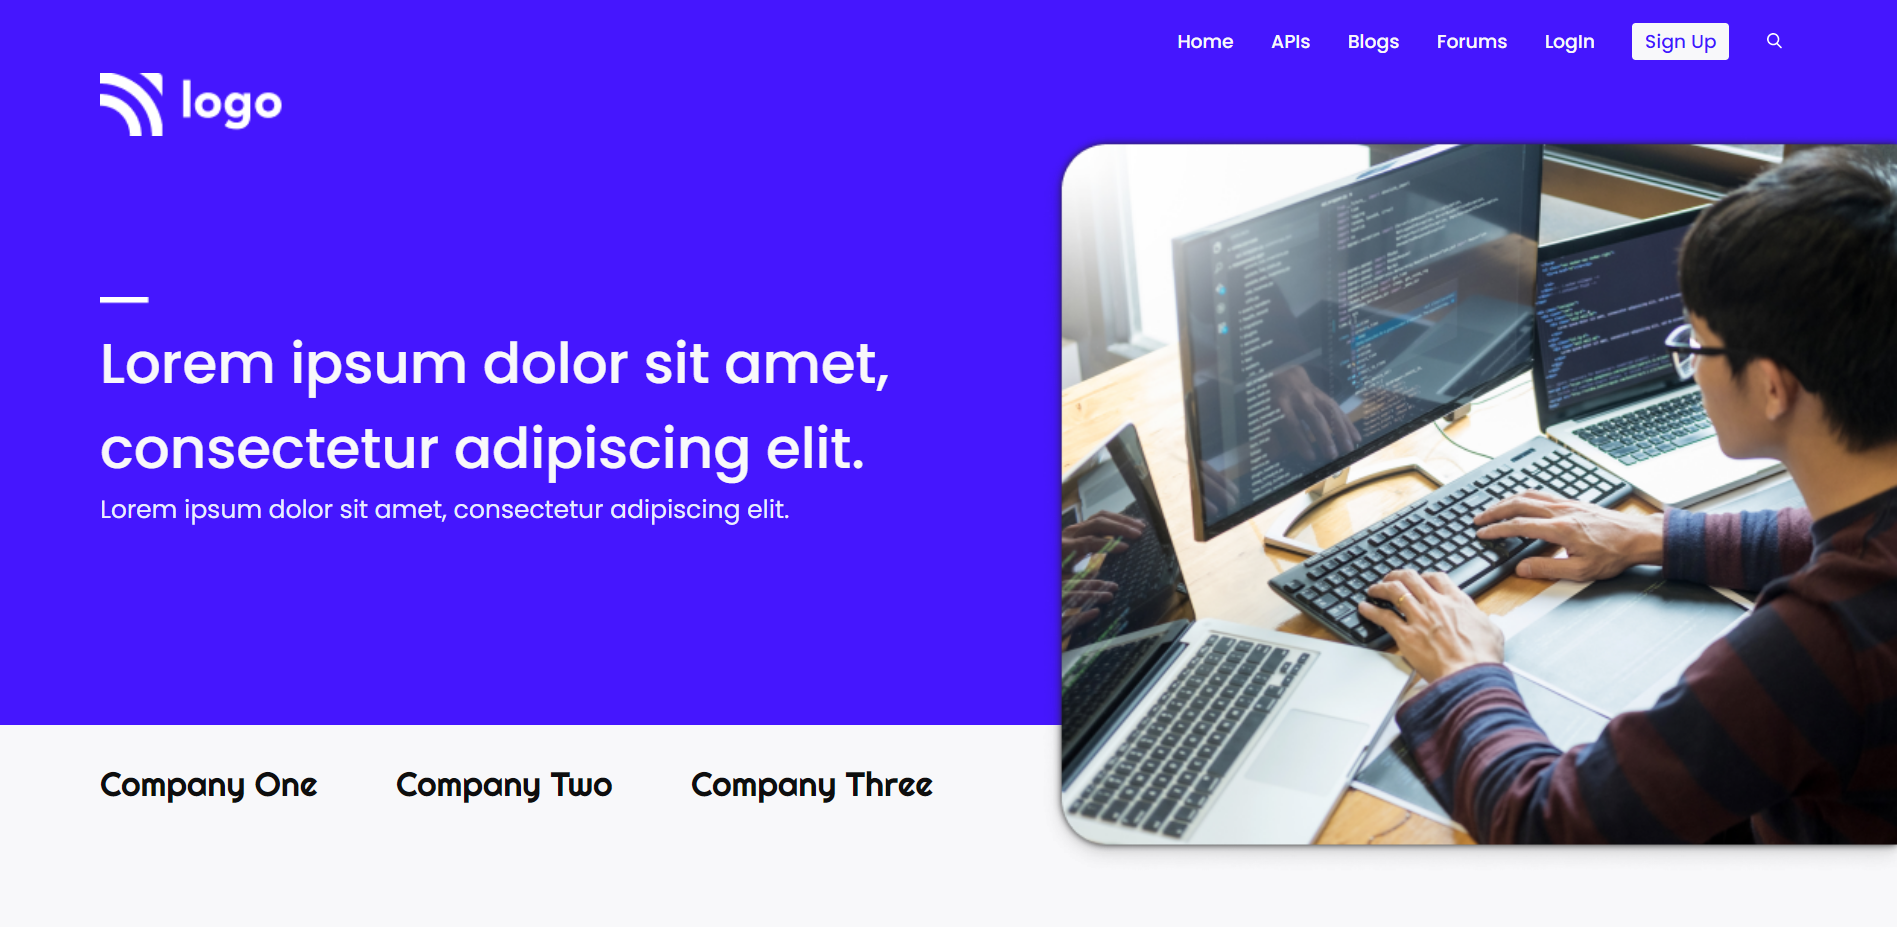 Home APIs Blogs Forums LogIn Sign Up
logo
Lorem ipsum dolor sit amet,
consectetur adipiscing elit.
Lorem ipsum dolor sit amet, consectetur adipiscing elit.
Company One Company Two Company Three